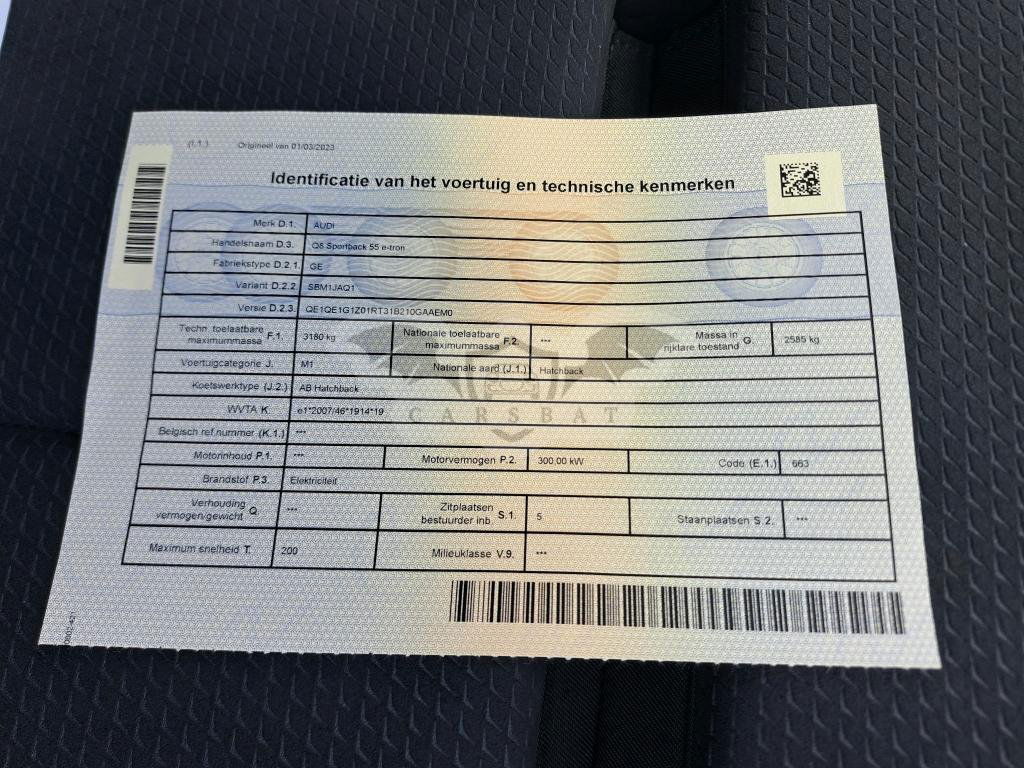 (I.1.) Origineel van 01/03/2023
Identificatie van het voertuig en technische kenmerken
Merk D.1. AUDI
Handelsnaam D.3. Q8 Sportback 55 e-tron
Fabriekstype D.2.1. GE
Variant D.2.2. SBM1JAQ1
Versie D.2.3. QE1QE1G1Z01RT31B210GAAEM0
Techn. toelaatbare maximummassa F.1. 3180 kg Nationale toelaatbare maximummassa F.2. *** Massa in rijklare toestand G. 2585 kg
Voertuigcategorie J. M1 Nationale aard (J.1.) Hatchback
Koetswerktype (J.2.) AB Hatchback
WVTA K. e1*2007/46*1914*19
CARSBAT
Belgisch ref.nummer (K.1.) ***
Motorinhoud P.1. *** Motorvermogen P.2. 300.00 kW Code (E.1.) 663
Brandstof P.3. Elektriciteit
Verhouding vermogen/gewicht Q. *** Zitplaatsen bestuurder inb. S.1. 5 Staanplaatsen S.2. ***
Maximum snelheid T. 200 Milieuklasse V.9. ***